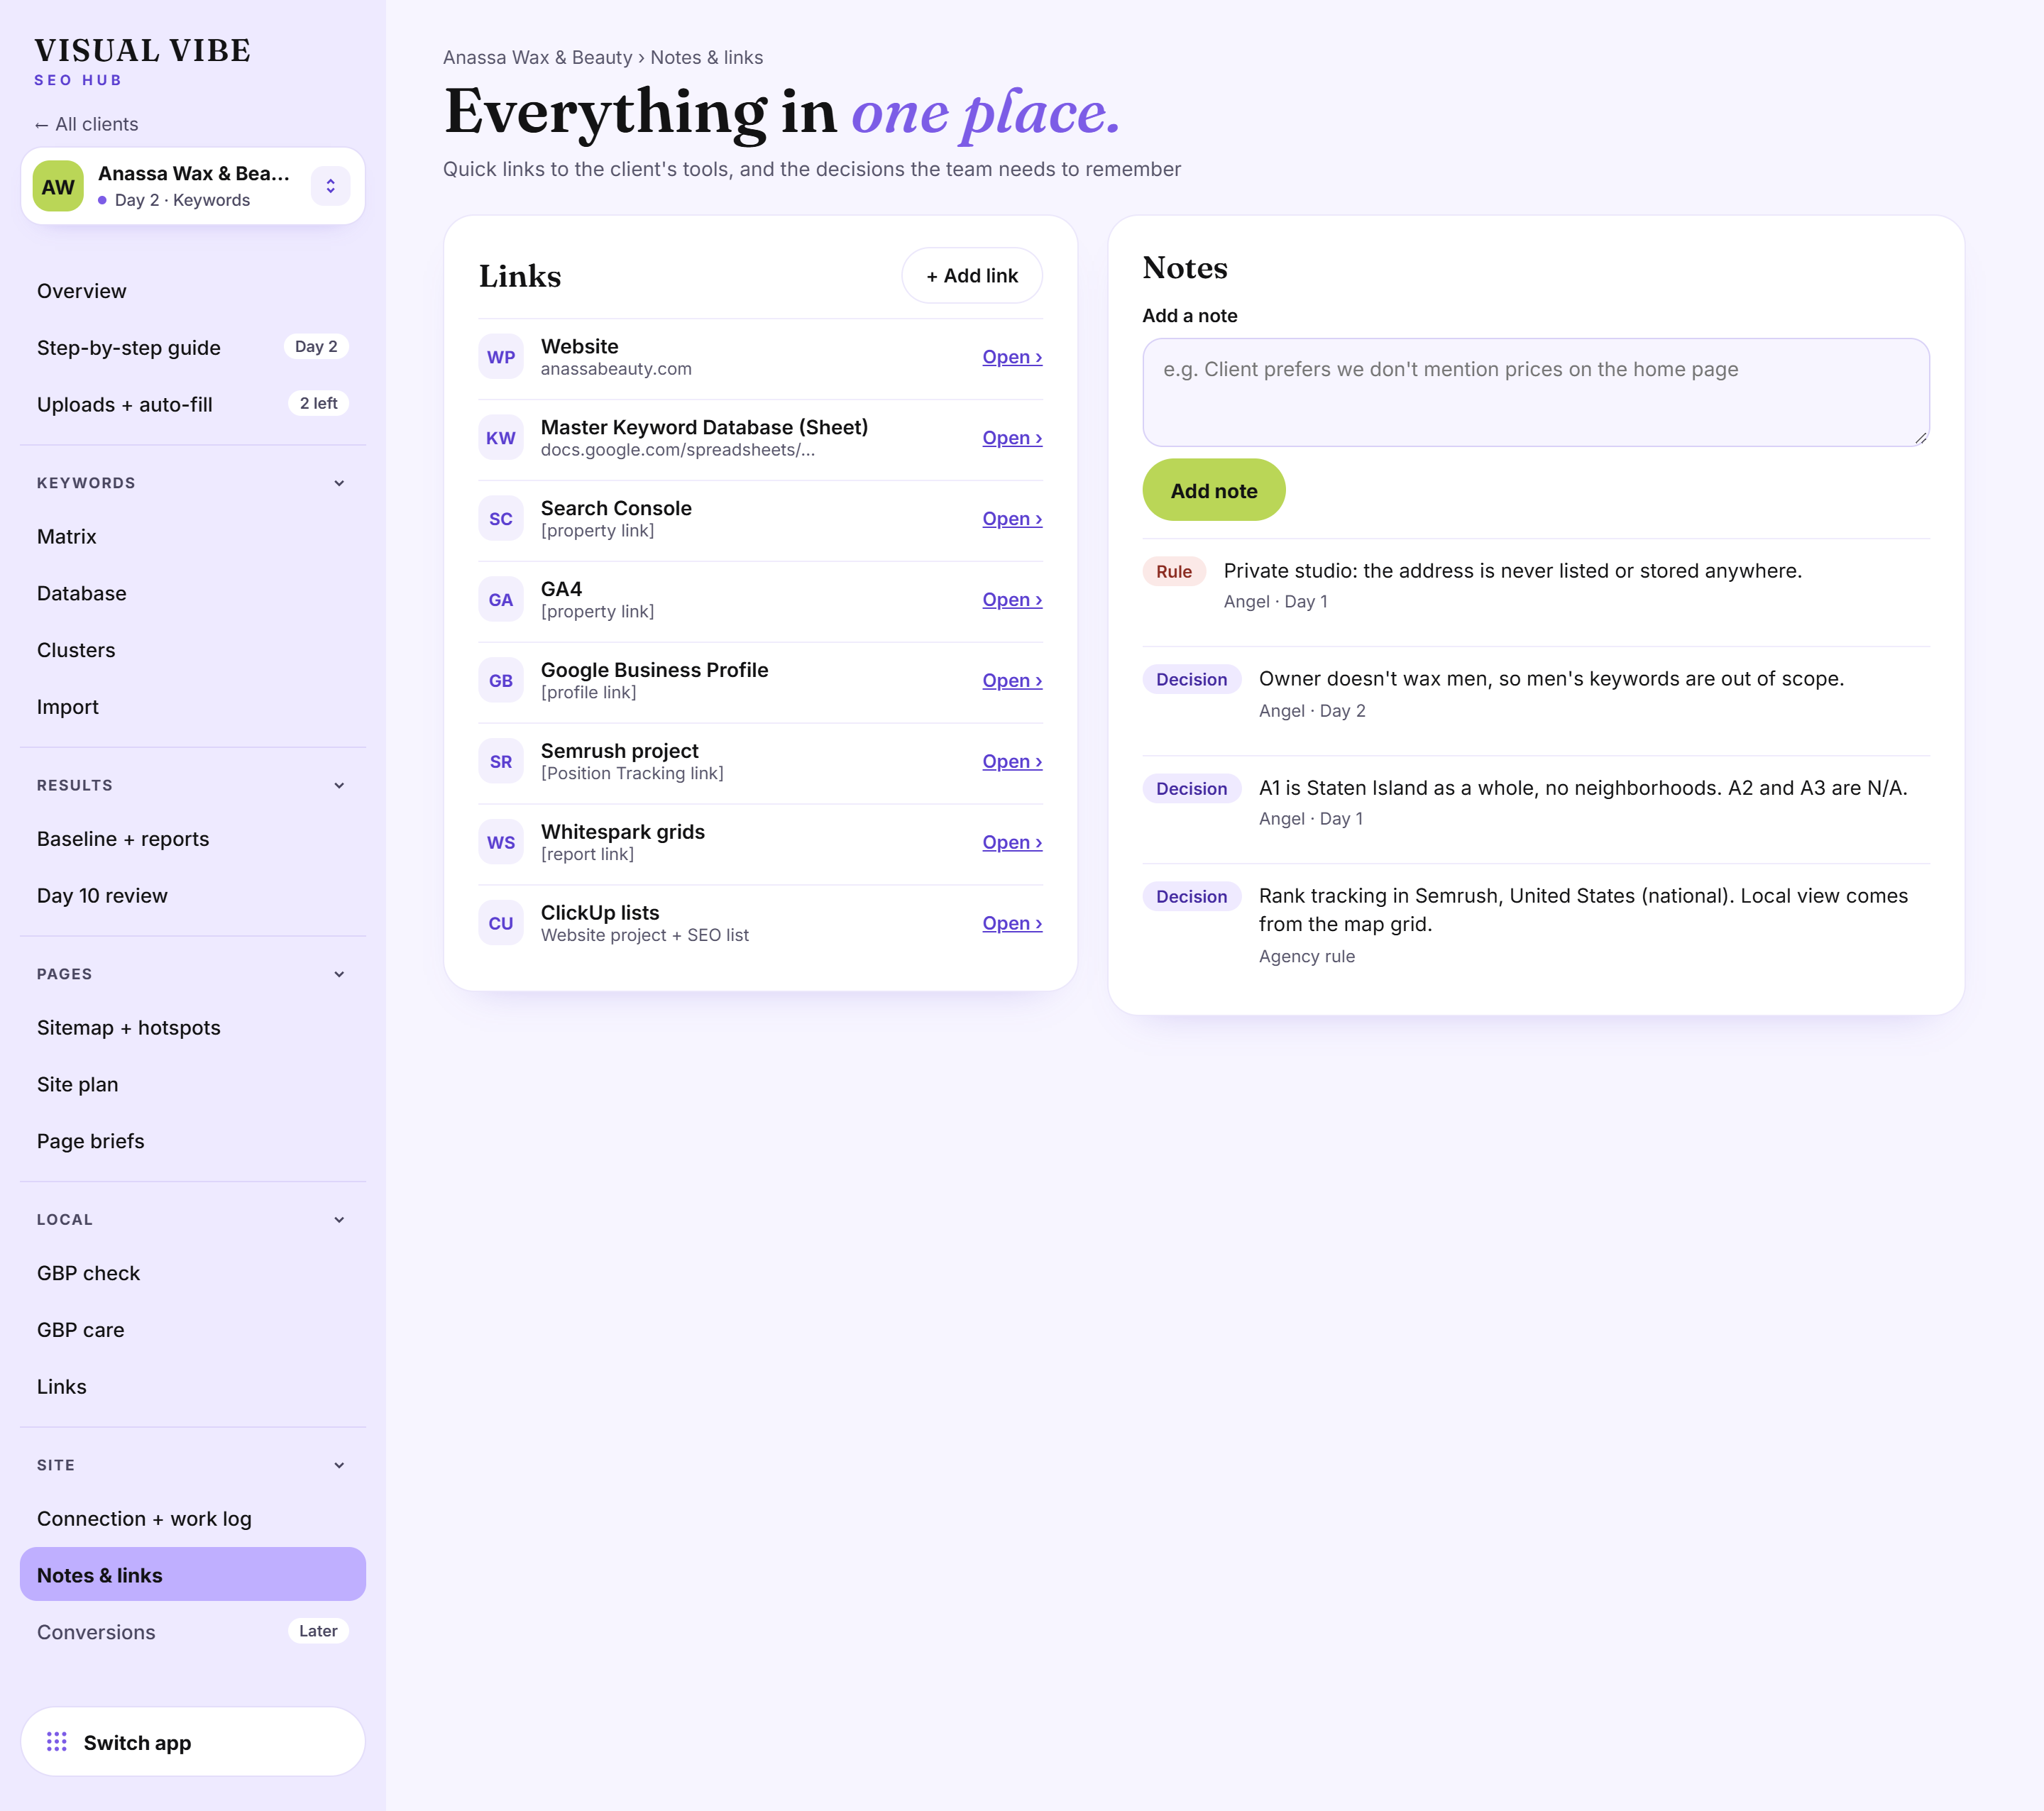 VISUAL VIBE
SEO HUB
← All clients
AW
Anassa Wax & Bea...
Day 2 · Keywords
Overview
Step-by-step guide
Day 2
Uploads + auto-fill
2 left
KEYWORDS
Matrix
Database
Clusters
Import
RESULTS
Baseline + reports
Day 10 review
PAGES
Sitemap + hotspots
Site plan
Page briefs
LOCAL
GBP check
GBP care
Links
SITE
Connection + work log
Notes & links
Conversions
Later
Switch app
Anassa Wax & Beauty › Notes & links
Everything in one place.
Quick links to the client's tools, and the decisions the team needs to remember
Links
+ Add link
WP
Website
anassabeauty.com
Open ›
KW
Master Keyword Database (Sheet)
docs.google.com/spreadsheets/...
Open ›
SC
Search Console
[property link]
Open ›
GA
GA4
[property link]
Open ›
GB
Google Business Profile
[profile link]
Open ›
SR
Semrush project
[Position Tracking link]
Open ›
WS
Whitespark grids
[report link]
Open ›
CU
ClickUp lists
Website project + SEO list
Open ›
Notes
Add a note
e.g. Client prefers we don't mention prices on the home page
Add note
Rule
Private studio: the address is never listed or stored anywhere.
Angel · Day 1
Decision
Owner doesn't wax men, so men's keywords are out of scope.
Angel · Day 2
Decision
A1 is Staten Island as a whole, no neighborhoods. A2 and A3 are N/A.
Angel · Day 1
Decision
Rank tracking in Semrush, United States (national). Local view comes
from the map grid.
Agency rule